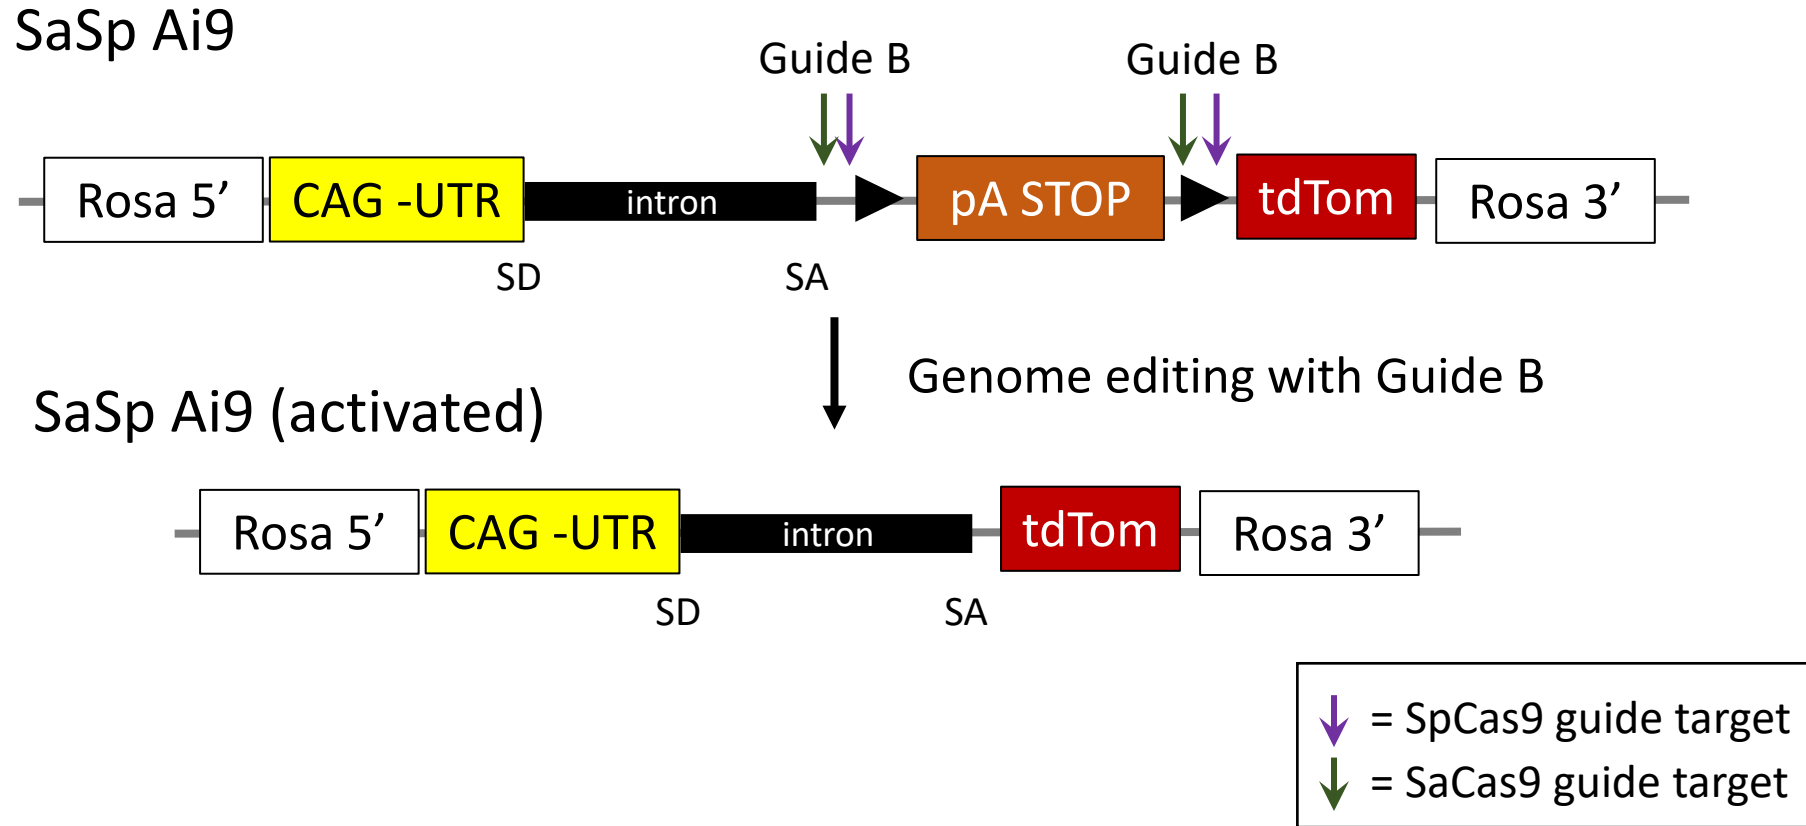 SaSp Ai9
Guide B Guide B
Rosa 5’ CAG -UTR intron pA STOP tdTom Rosa 3’
SD SA
Genome editing with Guide B
SaSp Ai9 (activated)
Rosa 5’ CAG -UTR intron tdTom Rosa 3’
SD SA
= SpCas9 guide target
= SaCas9 guide target